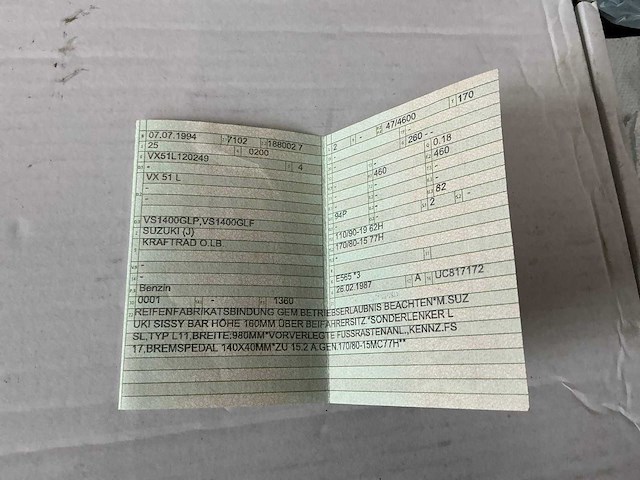 07.07.1994 7102 188002 7
25 0200
VX51L120249 4
-
VX 51 L
-
-
VS1400GLP,VS1400GLF
SUZUKI (J)
KRAFTRAD O.LB.
-
-
Benzin
0001 - 1360
2 - 47/4600 170
260 - -
- 0.18
- 460
460 -
- -
- 82
94P 2 -
110/90-19 62H
170/80-15 77H
-
-
E565 *3
26.02.1987 A UC817172
REIFENFABRIKATSBINDUNG GEM BETRIEBSERLAUBNIS BEACHTEN*M.SUZ
UKI SISSY BAR HÖHE 160MM ÜBER BEIFAHRERSITZ.*SONDERLENKER L
SL,TYP L11,BREITE:980MM*VORVERLEGTE FUSSRASTENANL.,KENNZ.FS
17,BREMSPEDAL 140X40MM*ZU 15.2 A.GEN.170/80-15MC77H**